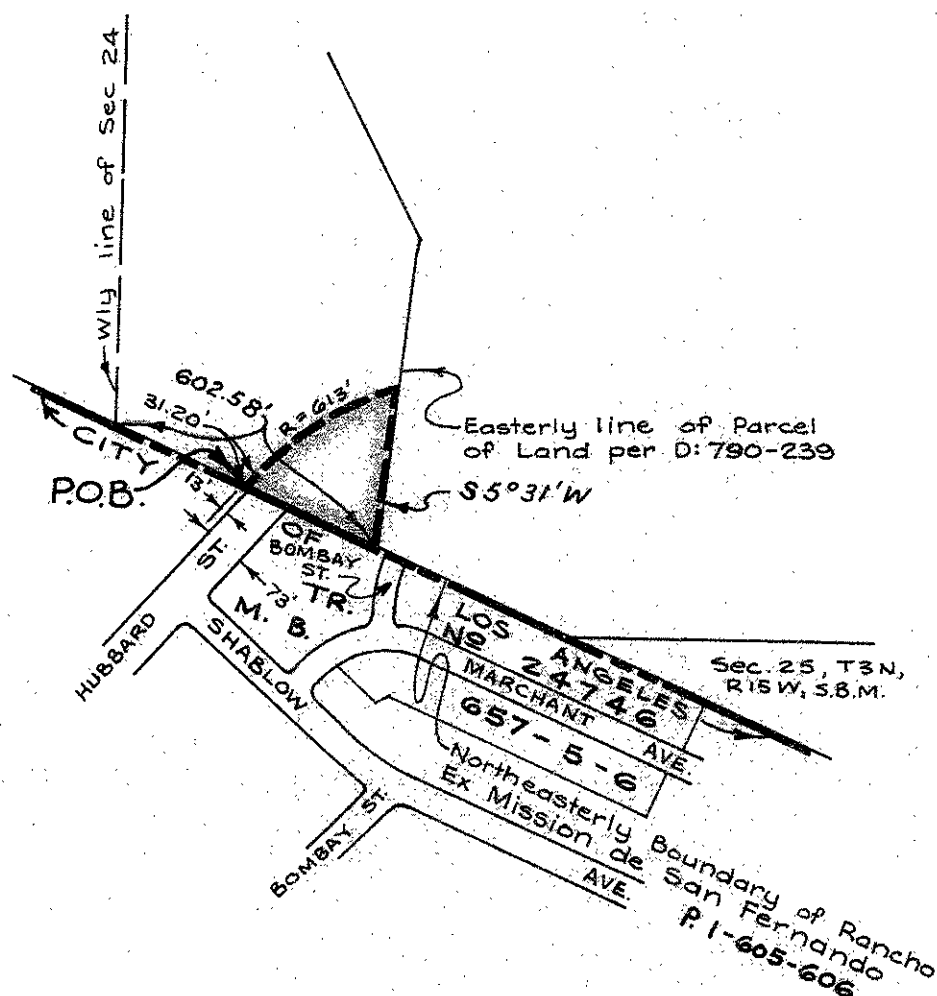 Wly line of Sec 24
602.58'
31.20'
R=613'
CITY
P.O.B.
13'
Easterly line of Parcel
of Land per D:790-239
S5°31'W
OF
BOMBAY
ST.
TR.
ST.
73'
M. B.
HUBBARD
SHABLOW
LOS
ANGELES
Nº 24746
MARCHANT
AVE.
657-5-6
Sec. 25, T3N,
R15W, S.B.M.
Northeasterly Boundary of Rancho
Ex Mission de San Fernando
P. 1-605-606
BOMBAY ST.
AVE.